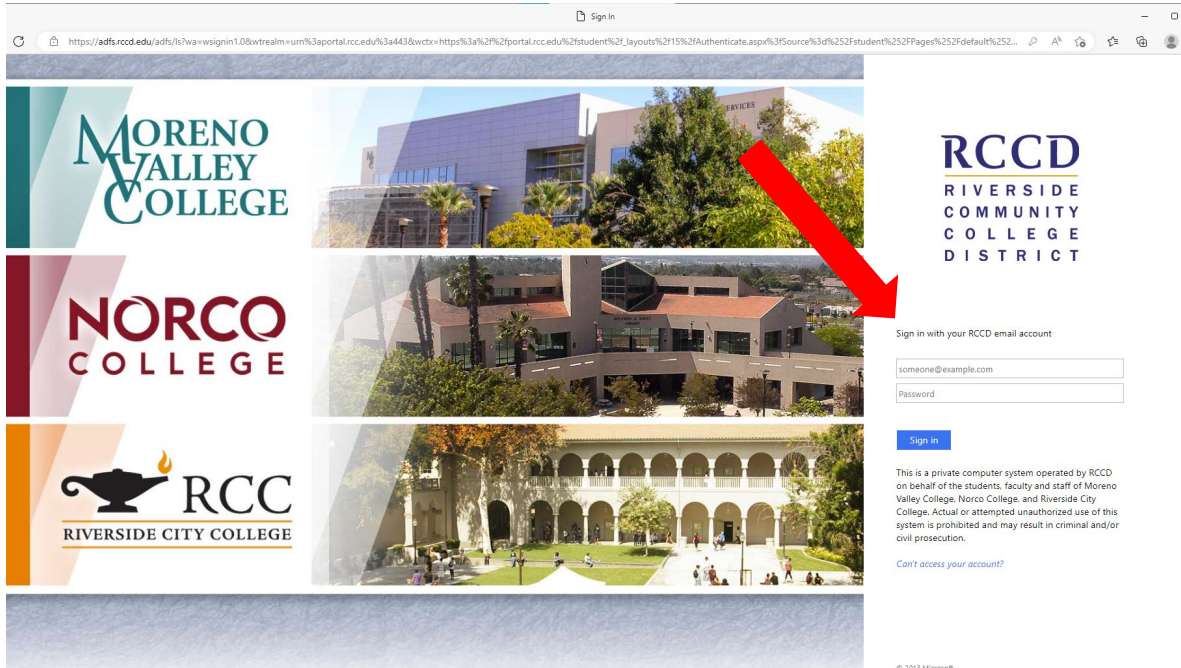 Sign In
https://adfs.rccd.edu/adfs/ls?wa=wsignin1.0&wtrealm=urn%3aportal.rcc.edu%3a443&wctx=https%3a%2f%2fportal.rcc.edu%2fstudent%2f_layouts%2f15%2fAuthenticate.aspx%3fSource%3d%252Fstudent%252FPages%252Fdefault%252...
MORENO
VALLEY
COLLEGE
SERVICES
NORCO
COLLEGE
RCC
RIVERSIDE CITY COLLEGE
RCCD
RIVERSIDE
COMMUNITY
COLLEGE
DISTRICT
Sign in with your RCCD email account
someone@example.com
Password
Sign in
This is a private computer system operated by RCCD
on behalf of the students, faculty and staff of Moreno
Valley College, Norco College, and Riverside City
College. Actual or attempted unauthorized use of this
system is prohibited and may result in criminal and/or
civil prosecution.
Can't access your account?
© 2013 Microsoft